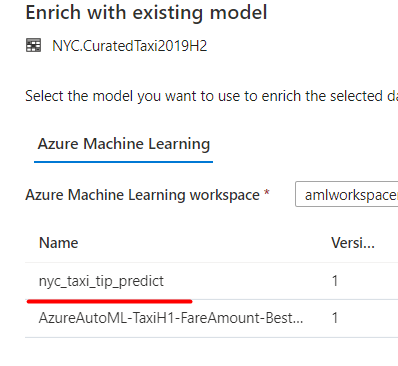 Enrich with existing model
NYC.CuratedTaxi2019H2
Select the model you want to use to enrich the selected da
Azure Machine Learning
Azure Machine Learning workspace * amlworkspace
Name Versi...
nyc_taxi_tip_predict 1
AzureAutoML-TaxiH1-FareAmount-Best... 1